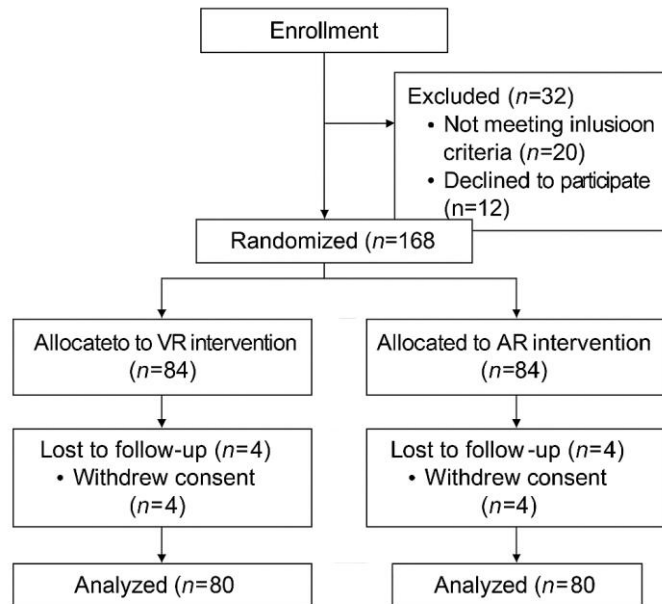 Enrollment
Excluded (n=32)
• Not meeting inlusioon
criteria (n=20)
• Declined to participate
(n=12)
Randomized (n=168
Allocateto to VR intervention
(n=84)
Allocated to AR intervention
(n=84)
Lost to follow-up (n=4)
• Withdrew consent
(n=4)
Lost to follow-up (n=4)
• Withdrew consent
(n=4)
Analyzed (n=80
Analyzed (n=80